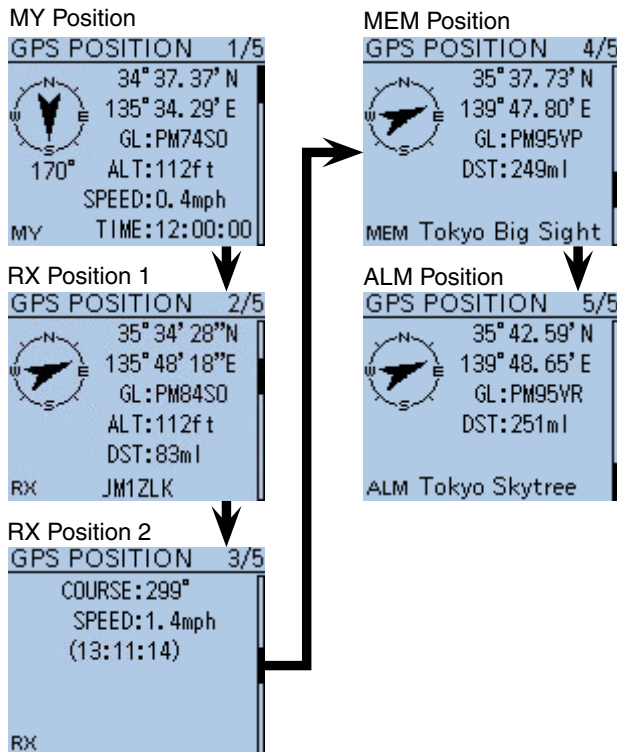 MY Position
GPS POSITION 1/5
N
W E
S
34°37.37’N
135°34.29’E
GL:PM74SO
170° ALT:112ft
SPEED:0.4mph
MY TIME:12:00:00
RX Position 1
GPS POSITION 2/5
N
W E
S
35°34’28”N
135°48’18”E
GL:PM84SO
ALT:112ft
DST:83ml
RX JM1ZLK
RX Position 2
GPS POSITION 3/5
COURSE:299°
SPEED:1.4mph
(13:11:14)
RX
MEM Position
GPS POSITION 4/5
N
W E
S
35°37.73’N
139°47.80’E
GL:PM95VP
DST:249ml
MEM Tokyo Big Sight
ALM Position
GPS POSITION 5/5
N
W E
S
35°42.59’N
139°48.65’E
GL:PM95VR
DST:251ml
ALM Tokyo Skytree